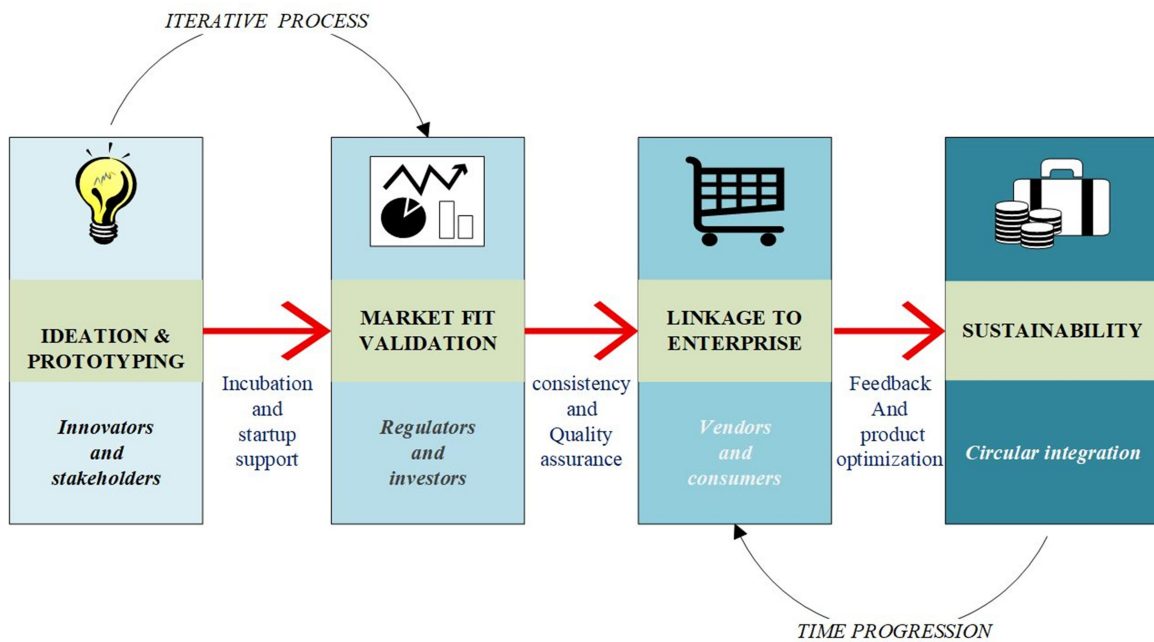 ITERATIVE PROCESS
IDEATION &
PROTOTYPING
Innovators
and
stakeholders
Incubation
and
startup
support
MARKET FIT
VALIDATION
Regulators
and
investors
consistency
and
Quality
assurance
LINKAGE TO
ENTERPRISE
Vendors
and
consumers
Feedback
And
product
optimization
SUSTAINABILITY
Circular integration
TIME PROGRESSION